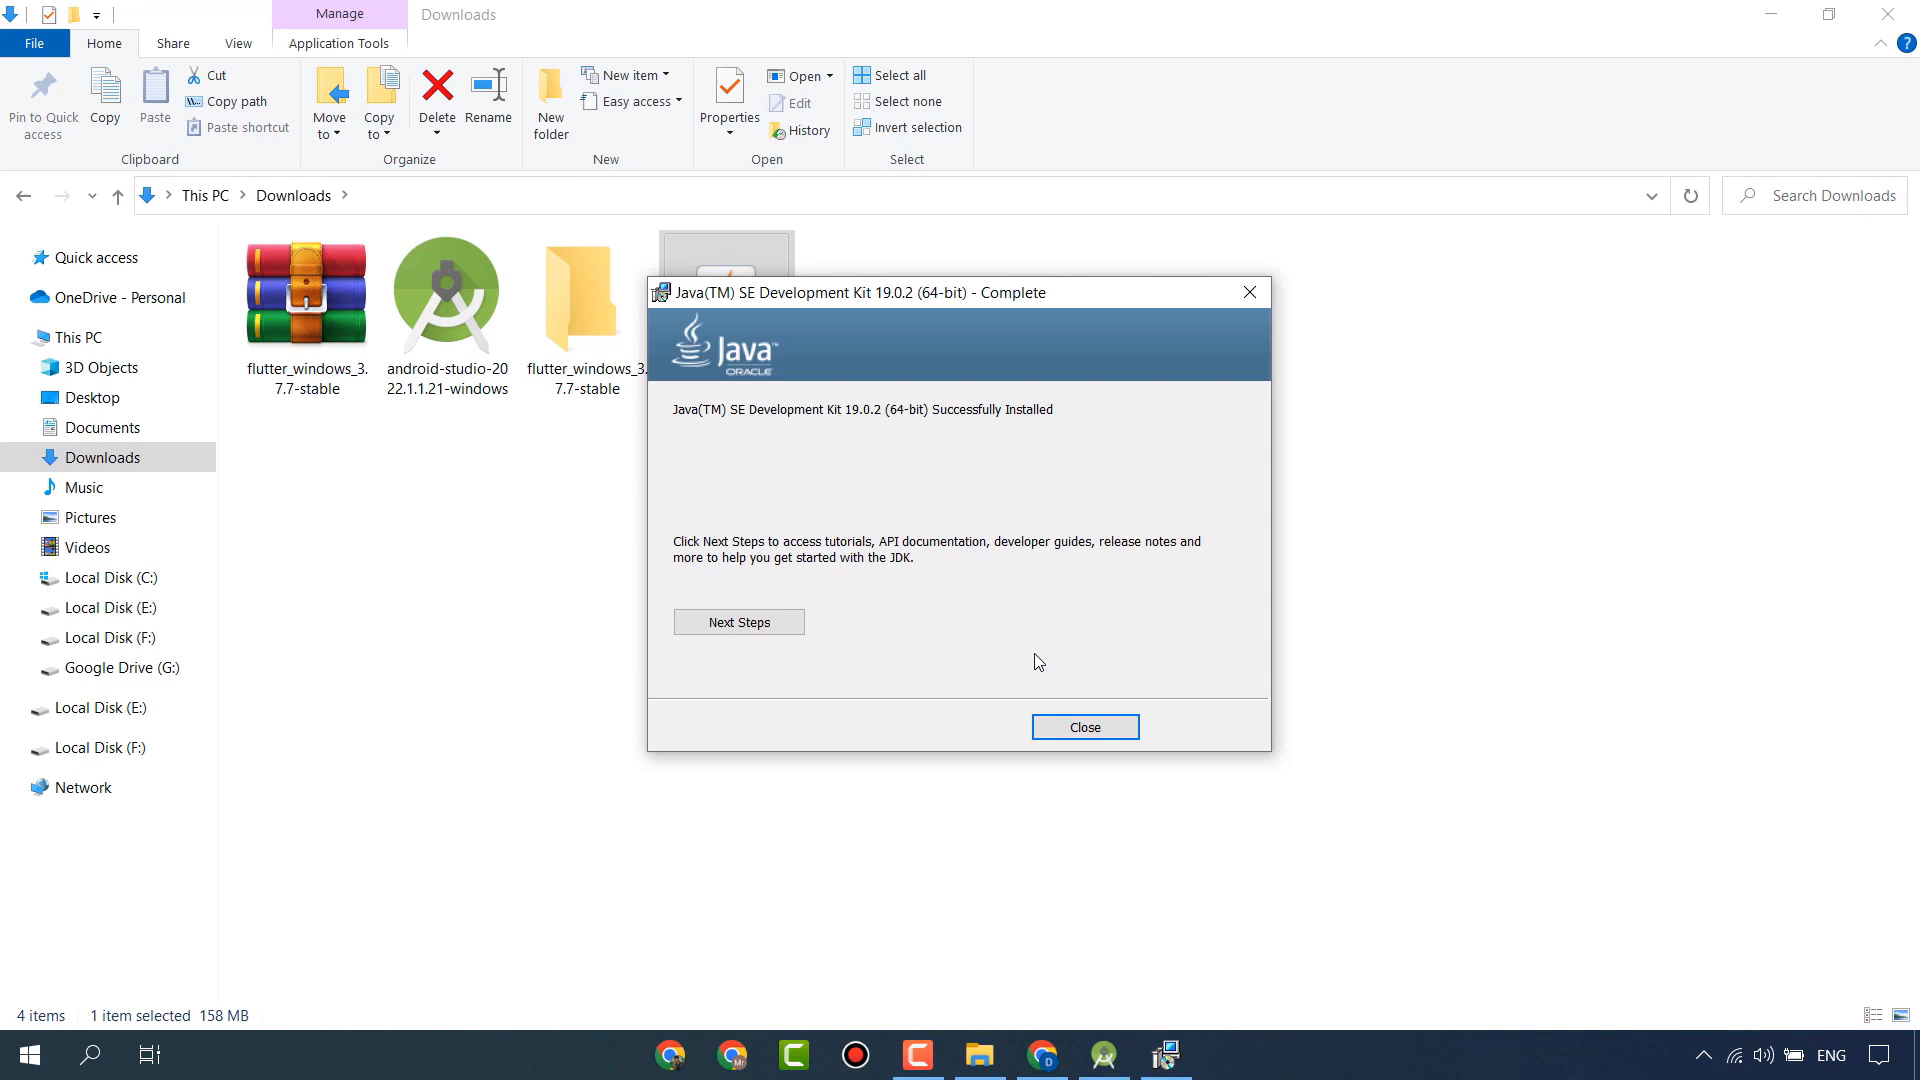 Manage
Downloads
File
Home
Share
View
Application Tools
Pin to Quick
access
Copy
Paste
Cut
Copy path
Paste shortcut
Clipboard
Move
to
Copy
to
Delete
Rename
Organize
New
folder
New item
Easy access
New
Properties
Open
Edit
History
Open
Select all
Select none
Invert selection
Select
This PC
Downloads
Search Downloads
Quick access
OneDrive - Personal
This PC
3D Objects
Desktop
Documents
Downloads
Music
Pictures
Videos
Local Disk (C:)
Local Disk (E:)
Local Disk (F:)
Google Drive (G:)
Local Disk (E:)
Local Disk (F:)
Network
flutter_windows_3.
7.7-stable
android-studio-20
22.1.1.21-windows
flutter_windows_3.
7.7-stable
Java(TM) SE Development Kit 19.0.2 (64-bit) - Complete
Java™
ORACLE
Java(TM) SE Development Kit 19.0.2 (64-bit) Successfully Installed
Click Next Steps to access tutorials, API documentation, developer guides, release notes and
more to help you get started with the JDK.
Next Steps
Close
4 items
1 item selected 158 MB
ENG